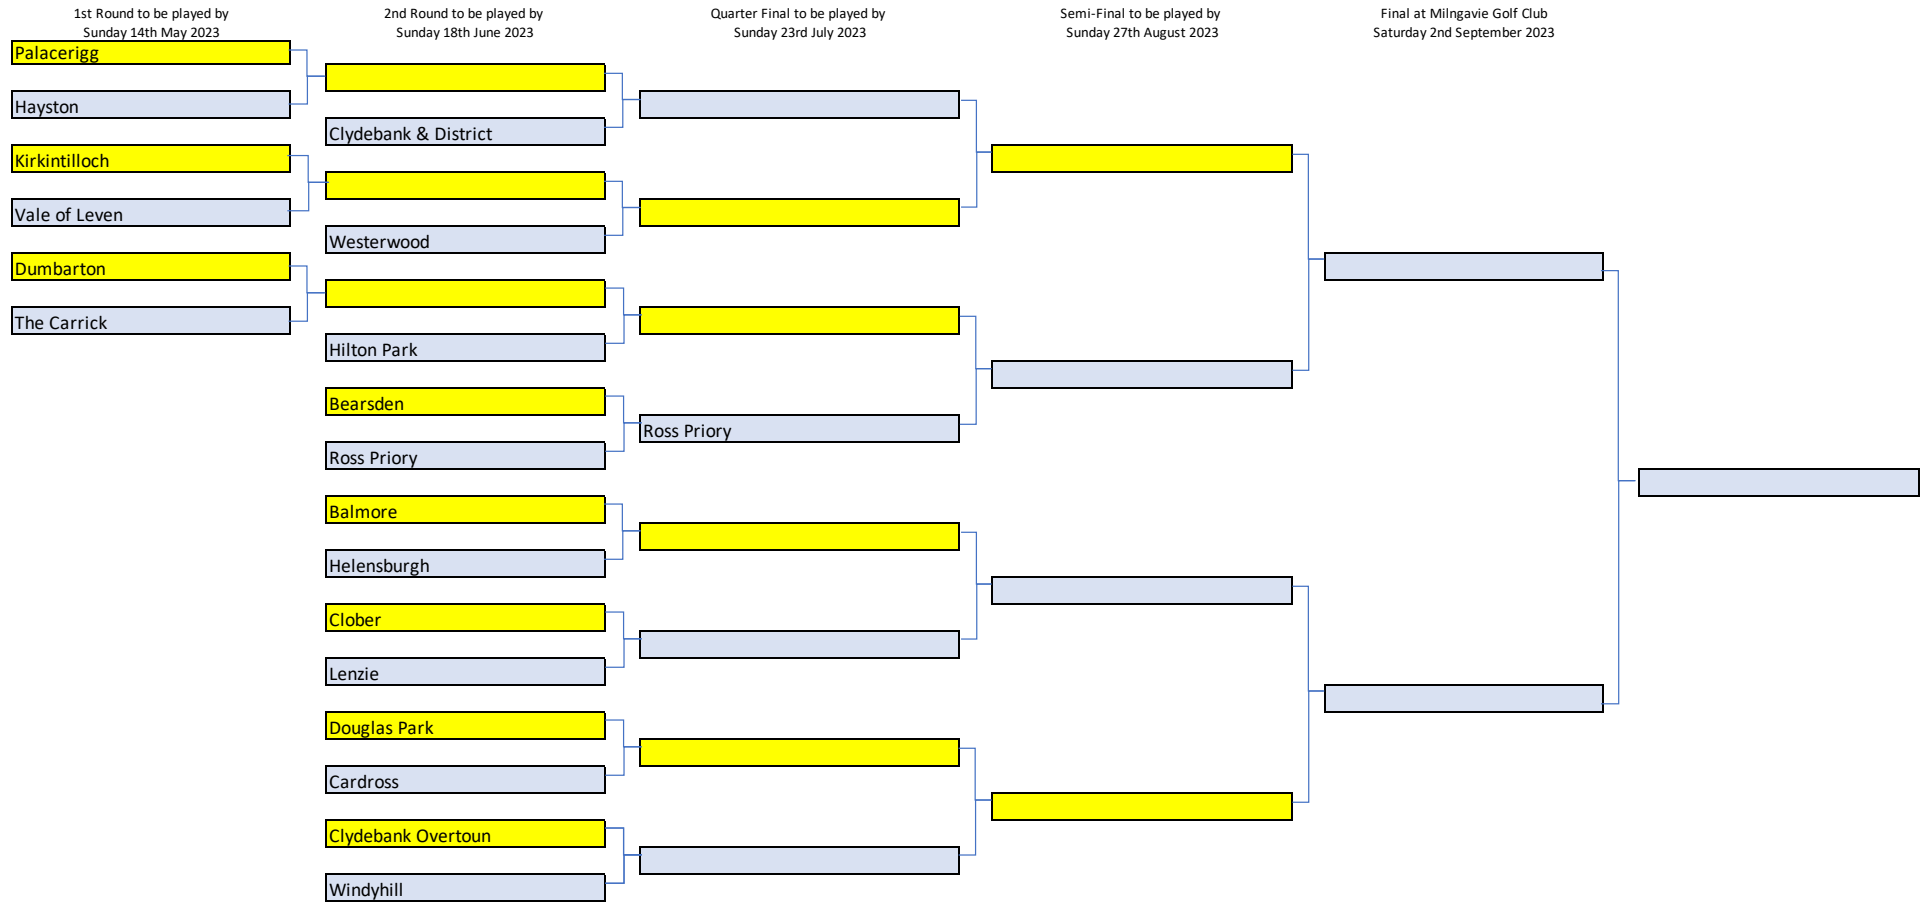 1st Round to be played by
Sunday 14th May 2023
2nd Round to be played by
Sunday 18th June 2023
Quarter Final to be played by
Sunday 23rd July 2023
Semi-Final to be played by
Sunday 27th August 2023
Final at Milngavie Golf Club
Saturday 2nd September 2023
Palacerigg
Hayston
Kirkintilloch
Vale of Leven
Dumbarton
The Carrick
Clydebank & District
Westerwood
Hilton Park
Bearsden
Ross Priory
Balmore
Helensburgh
Clober
Lenzie
Douglas Park
Cardross
Clydebank Overtoun
Windyhill
Ross Priory